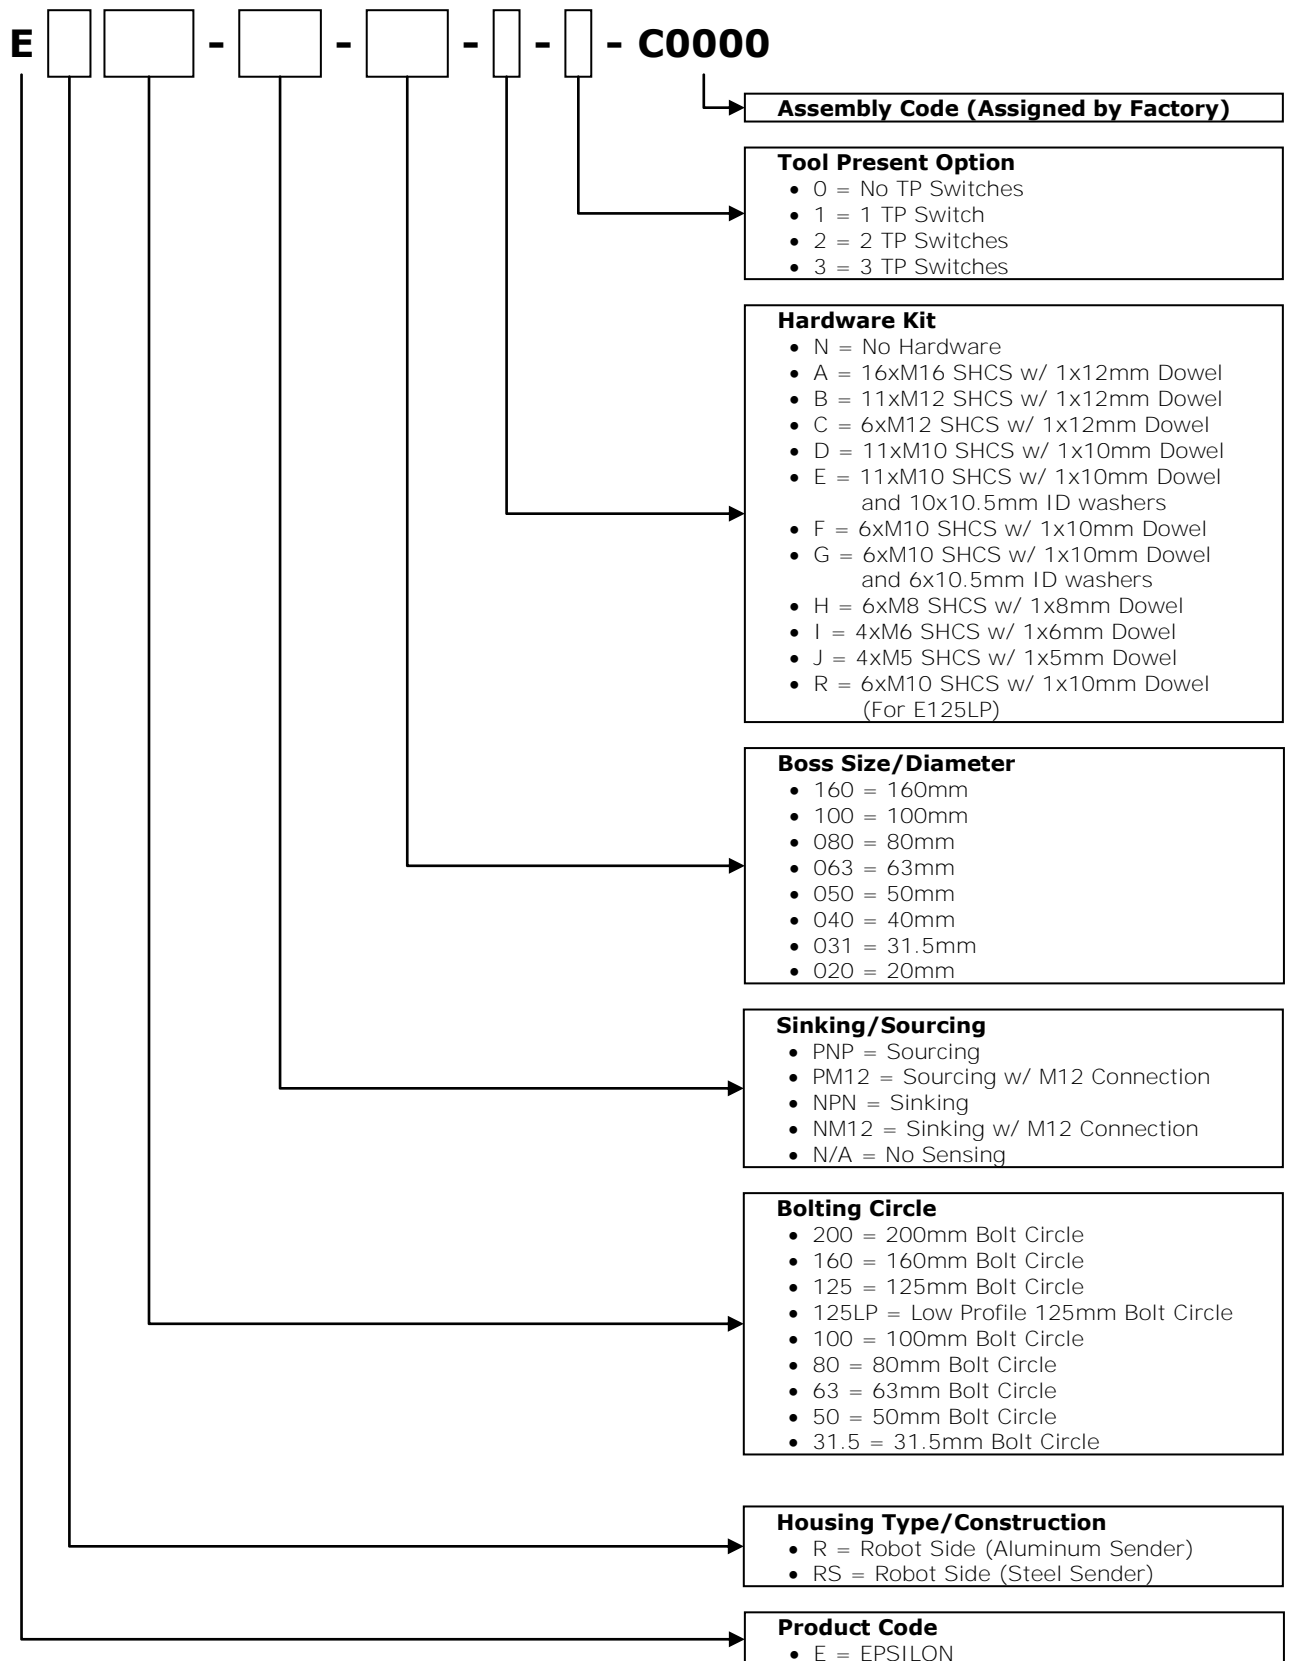 E - - - - - C0000
Assembly Code (Assigned by Factory)
Tool Present Option
• 0 = No TP Switches
• 1 = 1 TP Switch
• 2 = 2 TP Switches
• 3 = 3 TP Switches
Hardware Kit
• N = No Hardware
• A = 16xM16 SHCS w/ 1x12mm Dowel
• B = 11xM12 SHCS w/ 1x12mm Dowel
• C = 6xM12 SHCS w/ 1x12mm Dowel
• D = 11xM10 SHCS w/ 1x10mm Dowel
• E = 11xM10 SHCS w/ 1x10mm Dowel
and 10x10.5mm ID washers
• F = 6xM10 SHCS w/ 1x10mm Dowel
• G = 6xM10 SHCS w/ 1x10mm Dowel
and 6x10.5mm ID washers
• H = 6xM8 SHCS w/ 1x8mm Dowel
• I = 4xM6 SHCS w/ 1x6mm Dowel
• J = 4xM5 SHCS w/ 1x5mm Dowel
• R = 6xM10 SHCS w/ 1x10mm Dowel
(For E125LP)
Boss Size/Diameter
• 160 = 160mm
• 100 = 100mm
• 080 = 80mm
• 063 = 63mm
• 050 = 50mm
• 040 = 40mm
• 031 = 31.5mm
• 020 = 20mm
Sinking/Sourcing
• PNP = Sourcing
• PM12 = Sourcing w/ M12 Connection
• NPN = Sinking
• NM12 = Sinking w/ M12 Connection
• N/A = No Sensing
Bolting Circle
• 200 = 200mm Bolt Circle
• 160 = 160mm Bolt Circle
• 125 = 125mm Bolt Circle
• 125LP = Low Profile 125mm Bolt Circle
• 100 = 100mm Bolt Circle
• 80 = 80mm Bolt Circle
• 63 = 63mm Bolt Circle
• 50 = 50mm Bolt Circle
• 31.5 = 31.5mm Bolt Circle
Housing Type/Construction
• R = Robot Side (Aluminum Sender)
• RS = Robot Side (Steel Sender)
Product Code
• E = EPSILON